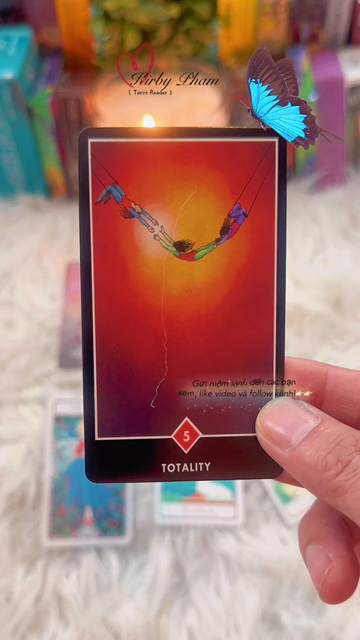 Kirby Pham
[ Tarot Reader ]
Gửi niệm lành đến các bạn
xem, like video và follow kênh!
5
TOTALITY